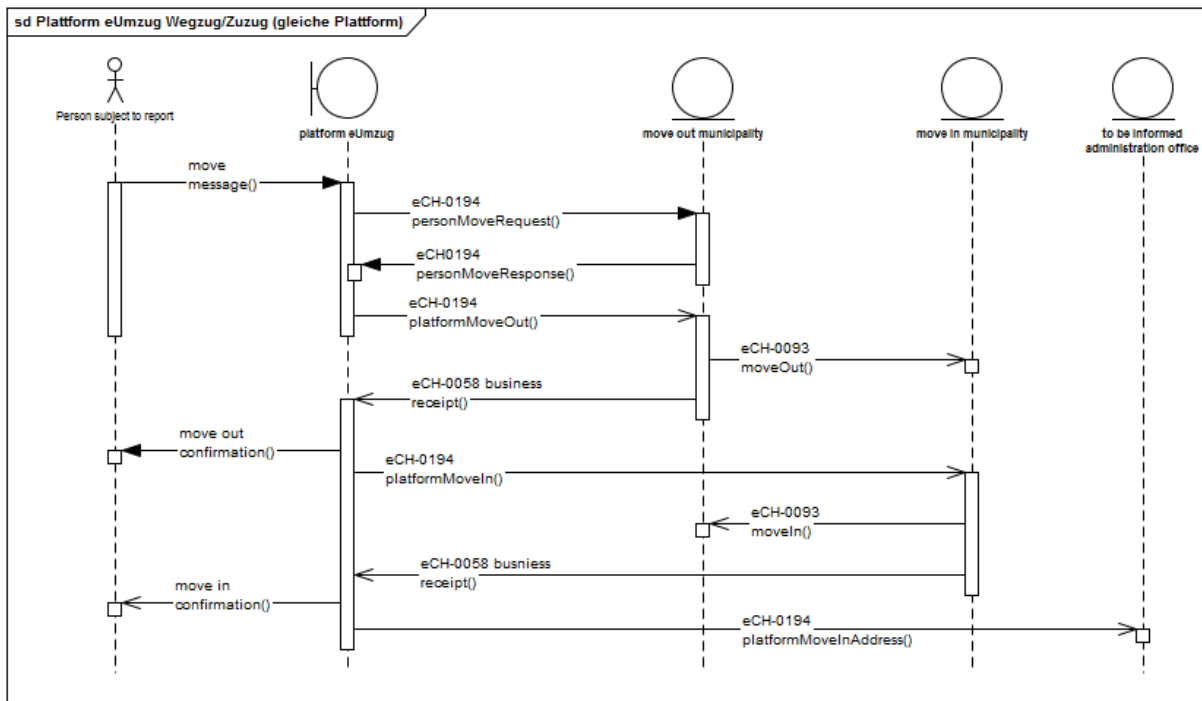 sd Plattform eUmzug Wegzug/Zuzug (gleiche Plattform)
Person subject to report
platform eUmzug
move out municipality
move in municipality
to be informed
administration office
move
message()
eCH-0194
personMoveRequest()
eCH0194
personMoveResponse()
eCH-0194
platformMoveOut()
eCH-0093
moveOut()
eCH-0058 business
receipt()
move out
confirmation()
eCH-0194
platformMoveIn()
eCH-0093
moveIn()
eCH-0058 busniess
receipt()
move in
confirmation()
eCH-0194
platformMoveInAddress()